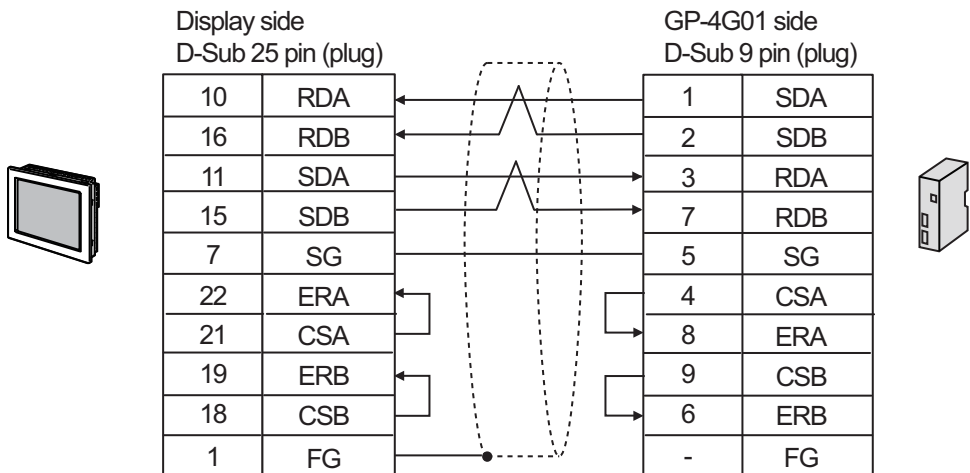 Display side
D-Sub 25 pin (plug)
GP-4G01 side
D-Sub 9 pin (plug)
10 RDA 1 SDA
16 RDB 2 SDB
11 SDA 3 RDA
15 SDB 7 RDB
7 SG 5 SG
22 ERA 4 CSA
21 CSA 8 ERA
19 ERB 9 CSB
18 CSB 6 ERB
1 FG - FG